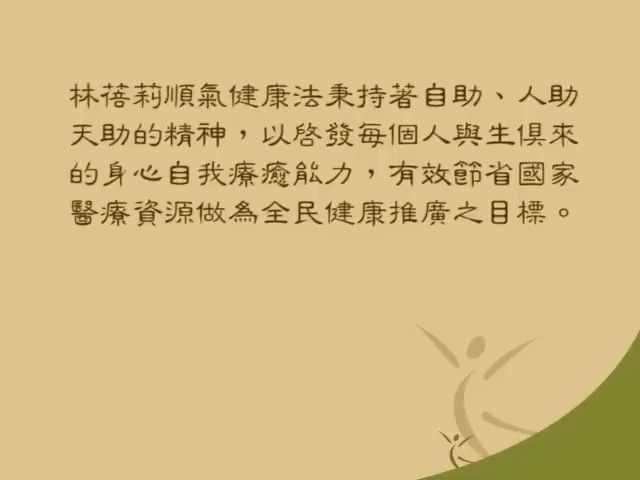 林蓓莉順氣健康法秉持著自助、人助
天助的精神，以啓發每個人與生俱來
的身心自我療癒能力，有效節省國家
醫療資源做為全民健康推廣之目標。